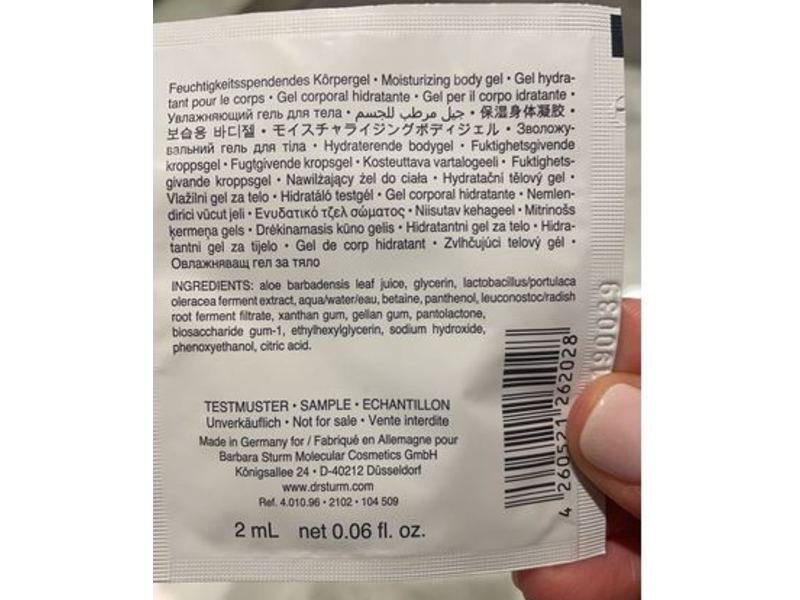 Feuchtigkeitsspendendes Körpergel • Moisturizing body gel • Gel hydra-
tant pour le corps • Gel corporal hidratante • Gel per il corpo idratante •
Увлажняющий гель для тела • جيل مرطب للجسم • 保湿身体凝胶 •
보습용 바디젤 • モイスチャライジングボディジェル • Зволожу-
вальний гель для тіла • Hydraterende bodygel • Fuktighetsgivende
kroppsgel • Fugtgivende kropsgel • Kosteuttava vartalogeeli • Fuktighets-
givande kroppsgel • Nawilżający żel do ciała • Hydratační tělový gel •
Vlažilni gel za telo • Hidratáló testgél • Gel corporal hidratante • Nemlen-
dirici vücut jeli • Ενυδατικό τζελ σώματος • Niisutav kehageel • Mitrinošs
ķermeņa gels • Drėkinamasis kūno gelis • Hidratantni gel za telo • Hidra-
tantni gel za tijelo • Gel de corp hidratant • Zvlhčujúci telový gél •
Овлажняващ гел за тяло
INGREDIENTS: aloe barbadensis leaf juice, glycerin, lactobacillus/portulaca
oleracea ferment extract, aqua/water/eau, betaine, panthenol, leuconostoc/radish
root ferment filtrate, xanthan gum, gellan gum, pantolactone,
biosaccharide gum-1, ethylhexylglycerin, sodium hydroxide,
phenoxyethanol, citric acid.
TESTMUSTER • SAMPLE • ECHANTILLON
Unverkäuflich • Not for sale • Vente interdite
Made in Germany for / Fabriqué en Allemagne pour
Barbara Sturm Molecular Cosmetics GmbH
Königsallee 24 • D-40212 Düsseldorf
www.drsturm.com
Ref. 4.010.96 • 2102 • 104 509
2 mL net 0.06 fl. oz.
4 260521 262028
190039